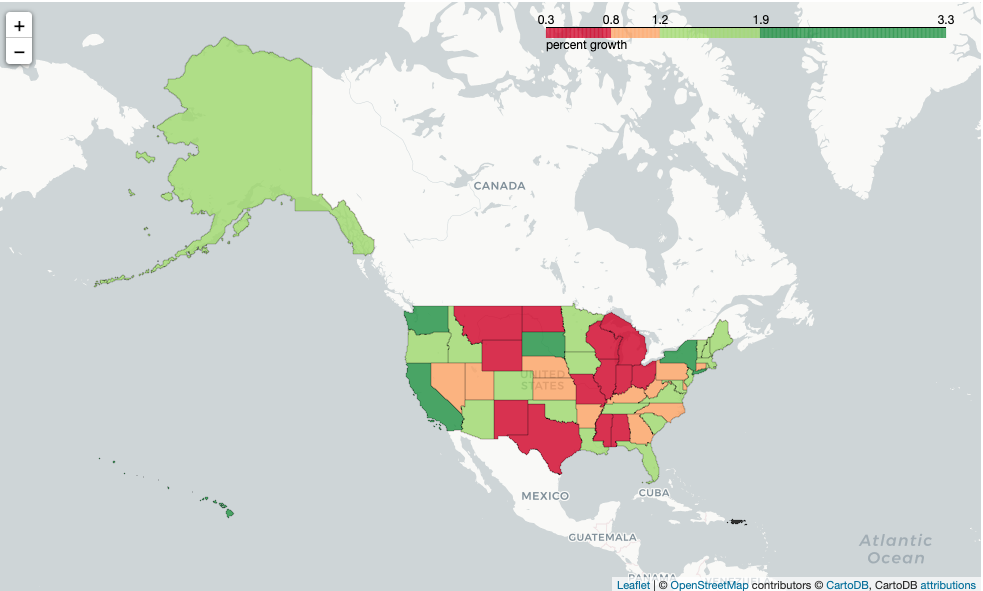 +
−
0.3 0.8 1.2 1.9 3.3
percent growth
CANADA
UNITED
STATES
MEXICO
CUBA
GUATEMALA
Atlantic
Ocean
PANAMA
Leaflet | © OpenStreetMap contributors © CartoDB, CartoDB attributions